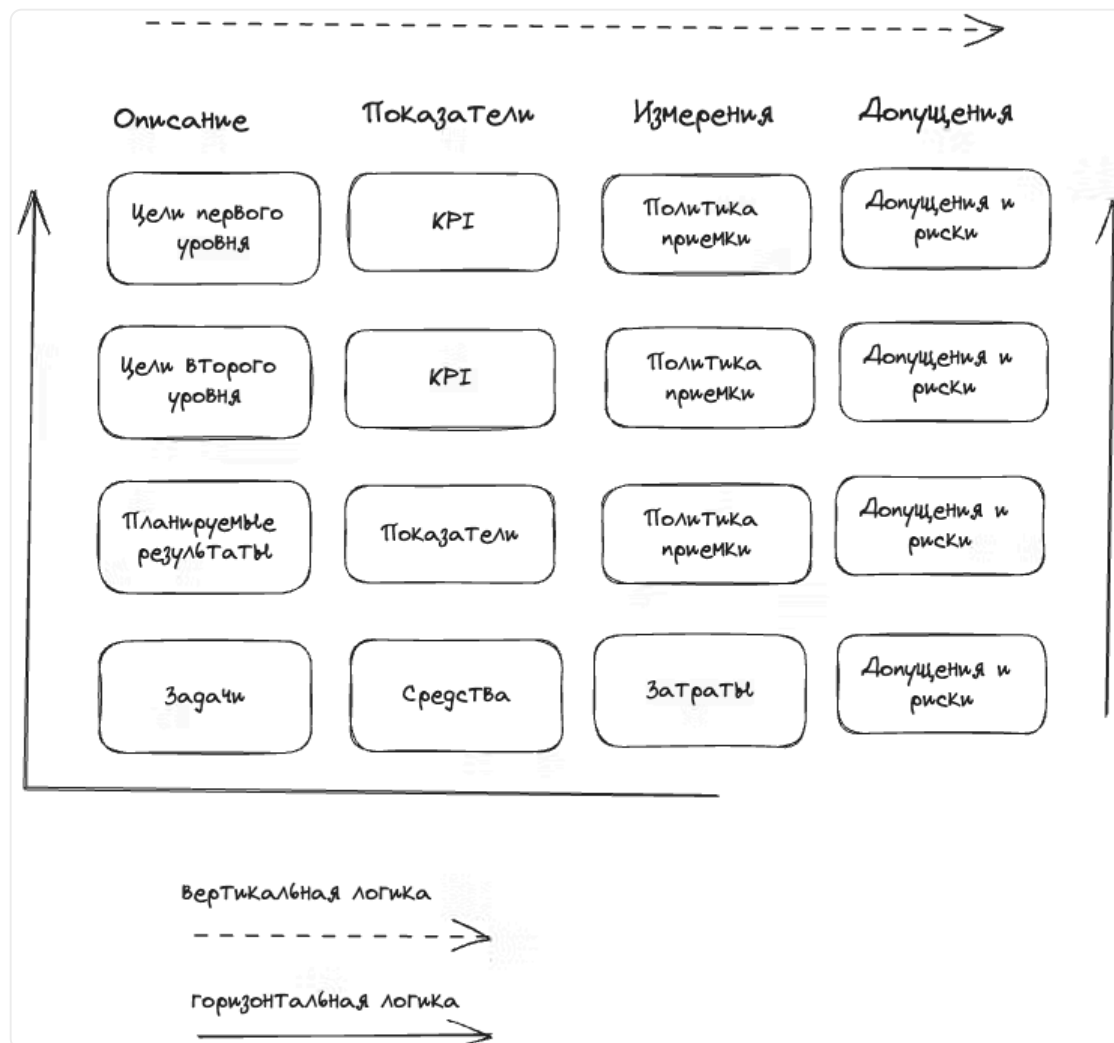 Описание Показатели Измерения Допущения
Цели первого
уровня
KPI
Политика
приемки
Допущения и
риски
Цели второго
уровня
KPI
Политика
приемки
Допущения и
риски
Планируемые
результаты
Показатели
Политика
приемки
Допущения и
риски
Задачи
Средства
Затраты
Допущения и
риски
вертикальная логика
горизонтальная логика